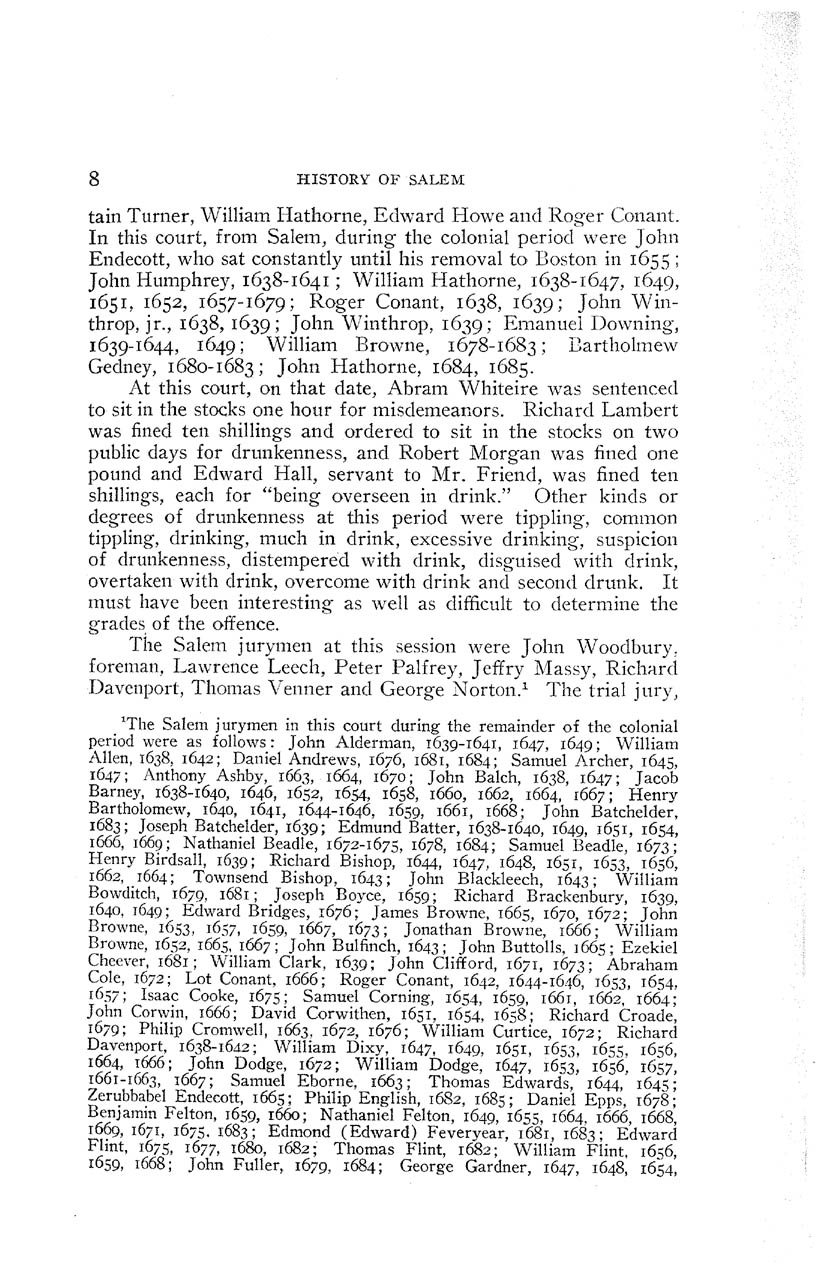 8 HISTORY OF SALEM
tain Turner, William Hathorne, Edward Howe and Roger Conant.
In this court, from Salem, during the colonial period were John
Endecott, who sat constantly until his removal to Boston in 1655;
John Humphrey, 1638-1641; William Hathorne, 1638-1647, 1649,
1651, 1652, 1657-1679; Roger Conant, 1638, 1639; John Win-
throp, jr., 1638, 1639; John Winthrop, 1639; Emanuel Downing,
1639-1644, 1649; William Browne, 1678-1683; Bartholmew
Gedney, 1680-1683; John Hathorne, 1684, 1685.
At this court, on that date, Abram Whiteire was sentenced
to sit in the stocks one hour for misdemeanors. Richard Lambert
was fined ten shillings and ordered to sit in the stocks on two
public days for drunkenness, and Robert Morgan was fined one
pound and Edward Hall, servant to Mr. Friend, was fined ten
shillings, each for “being overseen in drink.” Other kinds or
degrees of drunkenness at this period were tippling, common
tippling, drinking, much in drink, excessive drinking, suspicion
of drunkenness, distempered with drink, disguised with drink,
overtaken with drink, overcome with drink and second drunk. It
must have been interesting as well as difficult to determine the
grades of the offence.
The Salem jurymen at this session were John Woodbury,
foreman, Lawrence Leech, Peter Palfrey, Jeffry Massy, Richard
Davenport, Thomas Venner and George Norton.¹ The trial jury,
¹The Salem jurymen in this court during the remainder of the colonial
period were as follows: John Alderman, 1639-1641, 1647, 1649; William
Allen, 1638, 1642; Daniel Andrews, 1676, 1681, 1684; Samuel Archer, 1645,
1647; Anthony Ashby, 1663, 1664, 1670; John Balch, 1638, 1647; Jacob
Barney, 1638-1640, 1646, 1652, 1654, 1658, 1660, 1662, 1664, 1667; Henry
Bartholomew, 1640, 1641, 1644-1646, 1659, 1661, 1668; John Batchelder,
1683; Joseph Batchelder, 1639; Edmund Batter, 1638-1640, 1649, 1651, 1654,
1666, 1669; Nathaniel Beadle, 1672-1675, 1678, 1684; Samuel Beadle, 1673;
Henry Birdsall, 1639; Richard Bishop, 1644, 1647, 1648, 1651, 1653, 1656,
1662, 1664; Townsend Bishop, 1643; John Blackleech, 1643; William
Bowditch, 1679, 1681; Joseph Boyce, 1659; Richard Brackenbury, 1639,
1640, 1649; Edward Bridges, 1676; James Browne, 1665, 1670, 1672; John
Browne, 1653, 1657, 1659, 1667, 1673; Jonathan Browne, 1666; William
Browne, 1652, 1665, 1667; John Bulfinch, 1643; John Buttolls, 1665; Ezekiel
Cheever, 1681; William Clark, 1639; John Clifford, 1671, 1673; Abraham
Cole, 1672; Lot Conant, 1666; Roger Conant, 1642, 1644-1646, 1653, 1654,
1657; Isaac Cooke, 1675; Samuel Corning, 1654, 1659, 1661, 1662, 1664;
John Corwin, 1666; David Corwithen, 1651, 1654, 1658; Richard Croade,
1679; Philip Cromwell, 1663, 1672, 1676; William Curtice, 1672; Richard
Davenport, 1638-1642; William Dixy, 1647, 1649, 1651, 1653, 1655, 1656,
1664, 1666; John Dodge, 1672; William Dodge, 1647, 1653, 1656, 1657,
1661-1663, 1667; Samuel Eborne, 1663; Thomas Edwards, 1644, 1645;
Zerubbabel Endecott, 1665; Philip English, 1682, 1685; Daniel Epps, 1678;
Benjamin Felton, 1659, 1660; Nathaniel Felton, 1649, 1655, 1664, 1666, 1668,
1669, 1671, 1675, 1683; Edmond (Edward) Feveryear, 1681, 1683; Edward
Flint, 1675, 1677, 1680, 1682; Thomas Flint, 1682; William Flint, 1656,
1659, 1668; John Fuller, 1679, 1684; George Gardner, 1647, 1648, 1654,